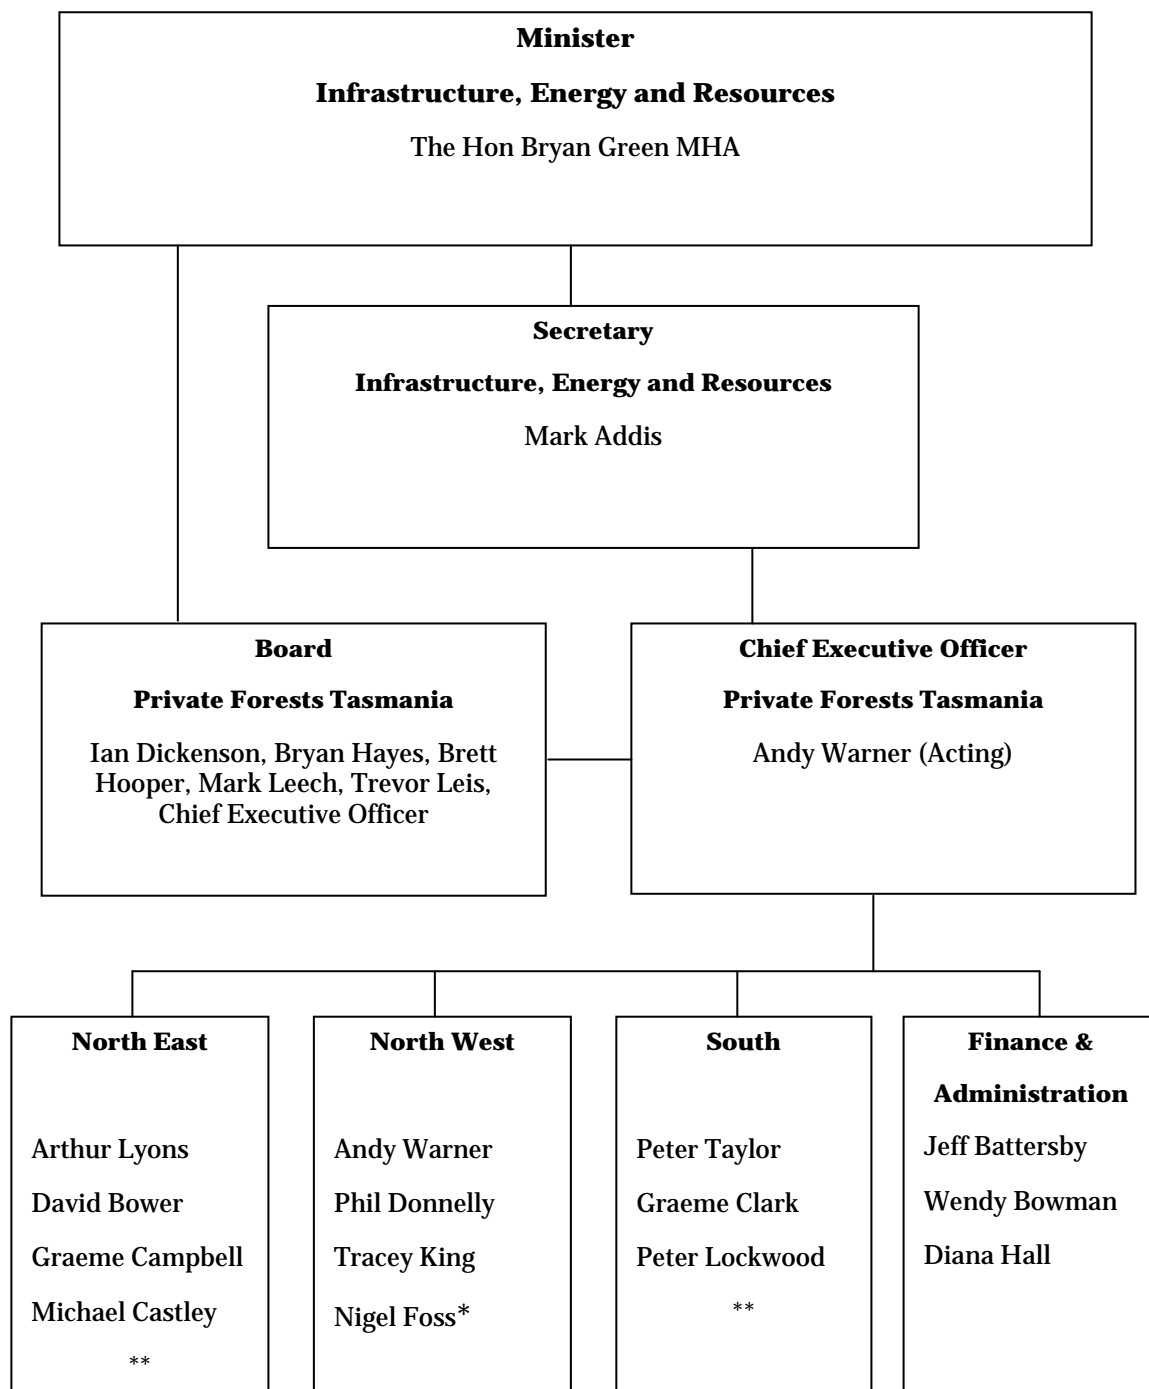 Minister
Infrastructure, Energy and Resources
The Hon Bryan Green MHA
Secretary
Infrastructure, Energy and Resources
Mark Addis
Board
Private Forests Tasmania
Ian Dickenson, Bryan Hayes, Brett
Hooper, Mark Leech, Trevor Leis,
Chief Executive Officer
Chief Executive Officer
Private Forests Tasmania
Andy Warner (Acting)
North East
Arthur Lyons
David Bower
Graeme Campbell
Michael Castley
**
North West
Andy Warner
Phil Donnelly
Tracey King
Nigel Foss*
South
Peter Taylor
Graeme Clark
Peter Lockwood
**
Finance &
Administration
Jeff Battersby
Wendy Bowman
Diana Hall